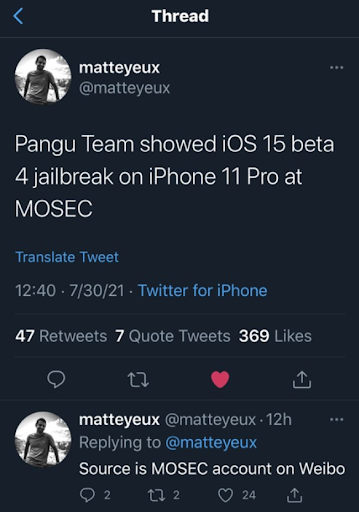 Thread
matteyeux
@matteyeux
Pangu Team showed iOS 15 beta
4 jailbreak on iPhone 11 Pro at
MOSEC
Translate Tweet
12:40 · 7/30/21 · Twitter for iPhone
47 Retweets 7 Quote Tweets 369 Likes
matteyeux @matteyeux · 12h
Replying to @matteyeux
Source is MOSEC account on Weibo
2 2 24